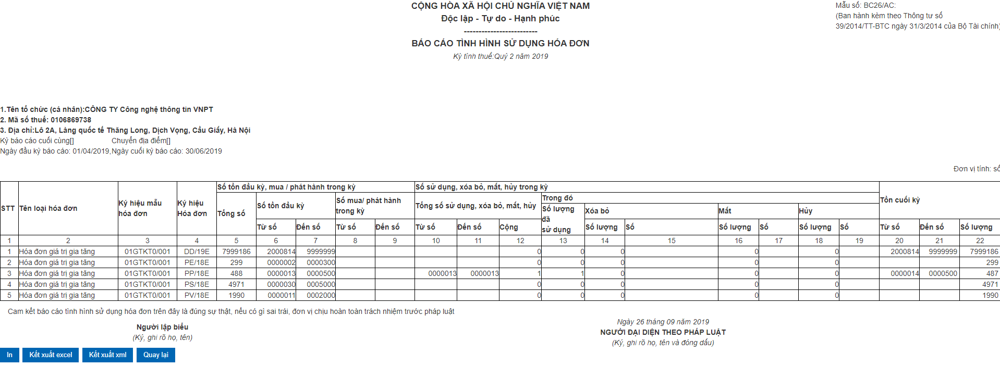 CỘNG HÒA XÃ HỘI CHỦ NGHĨA VIỆT NAM
Độc lập - Tự do - Hạnh phúc
-------------------------
BÁO CÁO TÌNH HÌNH SỬ DỤNG HÓA ĐƠN
Kỳ tính thuế:Quý 2 năm 2019
Mẫu số: BC26/AC:
(Ban hành kèm theo Thông tư số
39/2014/TT-BTC ngày 31/3/2014 của Bộ Tài chính)
1.Tên tổ chức (cá nhân):CÔNG TY Công nghệ thông tin VNPT
2. Mã số thuế: 0106869738
3. Địa chỉ:Lô 2A, Làng quốc tế Thăng Long, Dịch Vọng, Cầu Giấy, Hà Nội
Kỳ báo cáo cuối cùng[] Chuyển địa điểm[]
Ngày đầu kỳ báo cáo: 01/04/2019,Ngày cuối kỳ báo cáo: 30/06/2019
Đơn vị tính: số
STT Tên loại hóa đơn Ký hiệu mẫu hóa đơn Ký hiệu Hóa đơn Số tồn đầu kỳ, mua / phát hành trong kỳ Số sử dụng, xóa bỏ, mất, hủy trong kỳ Tồn cuối kỳ
Tổng số Số tồn đầu kỳ Số mua/ phát hành trong kỳ Tổng số sử dụng, xóa bỏ, mất, hủy Trong đó
Số lượng đã sử dụng Xóa bỏ Mất Hủy
Từ số Đến số Từ số Đến số Từ số Đến số Cộng Số lượng Số Số lượng Số Số lượng Số Từ số Đến số Số lượng
1 2 3 4 5 6 7 8 9 10 11 12 13 14 15 16 17 18 19 20 21 22
1 Hóa đơn giá trị gia tăng 01GTKT0/001 DD/19E 7999186 2000814 9999999 0 0 0 0 0 2000814 9999999 7999186
2 Hóa đơn giá trị gia tăng 01GTKT0/001 PE/18E 299 0000002 0000300 0 0 0 0 0 299
3 Hóa đơn giá trị gia tăng 01GTKT0/001 PP/18E 488 0000013 0000500 0000013 0000013 1 1 0 0 0 0000014 0000500 487
4 Hóa đơn giá trị gia tăng 01GTKT0/001 PS/18E 4971 0000030 0005000 0 0 0 0 0 4971
5 Hóa đơn giá trị gia tăng 01GTKT0/001 PV/18E 1990 0000011 0002000 0 0 0 0 0 1990
Cam kết báo cáo tình hình sử dụng hóa đơn trên đây là đúng sự thật, nếu có gì sai trái, đơn vị chịu hoàn toàn trách nhiệm trước pháp luật
Người lập biểu
(Ký, ghi rõ họ, tên)
Ngày 26 tháng 09 năm 2019
NGƯỜI ĐẠI DIỆN THEO PHÁP LUẬT
(Ký, ghi rõ họ, tên và đóng dấu)
In Kết xuất excel Kết xuất xml Quay lại